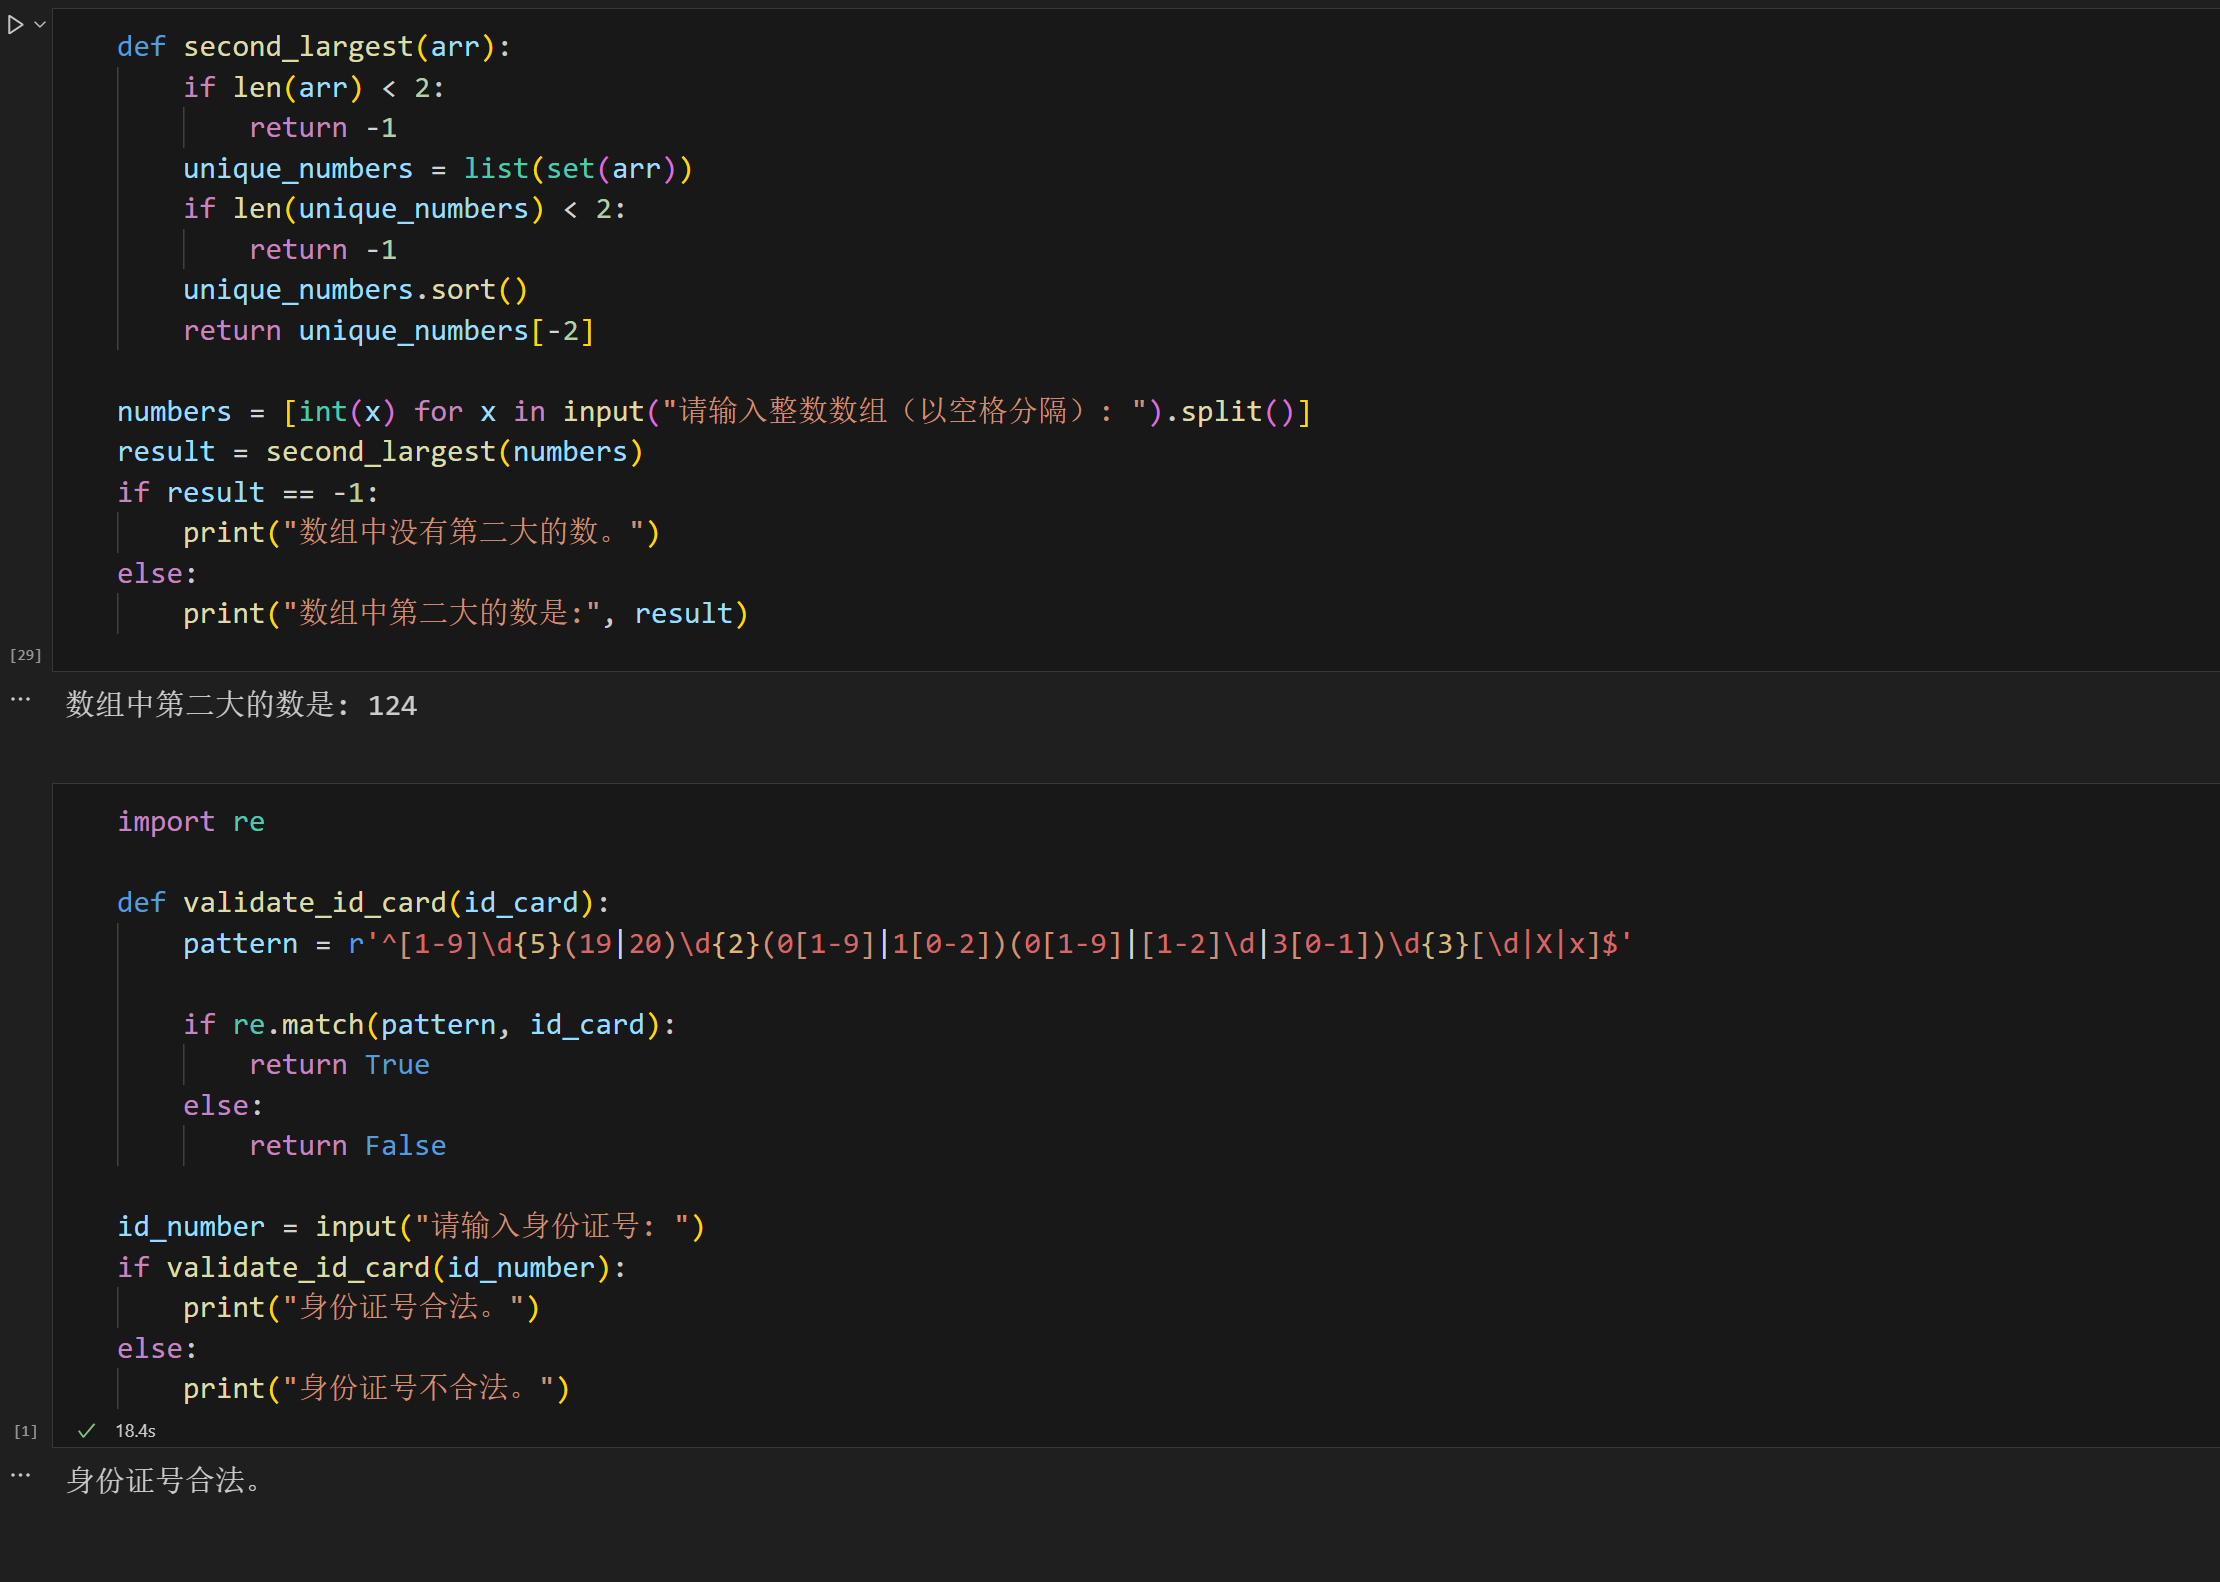 def second_largest(arr):
    if len(arr) < 2:
        return -1
    unique_numbers = list(set(arr))
    if len(unique_numbers) < 2:
        return -1
    unique_numbers.sort()
    return unique_numbers[-2]
numbers = [int(x) for x in input("请输入整数数组（以空格分隔）: ").split()]
result = second_largest(numbers)
if result == -1:
    print("数组中没有第二大的数。")
else:
    print("数组中第二大的数是:", result)
[29]
数组中第二大的数是: 124
import re
def validate_id_card(id_card):
    pattern = r'^[1-9]\d{5}(19|20)\d{2}(0[1-9]|1[0-2])(0[1-9]|[1-2]\d|3[0-1])\d{3}[\d|X|x]$'
    if re.match(pattern, id_card):
        return True
    else:
        return False
id_number = input("请输入身份证号: ")
if validate_id_card(id_number):
    print("身份证号合法。")
else:
    print("身份证号不合法。")
[1] 18.4s
身份证号合法。